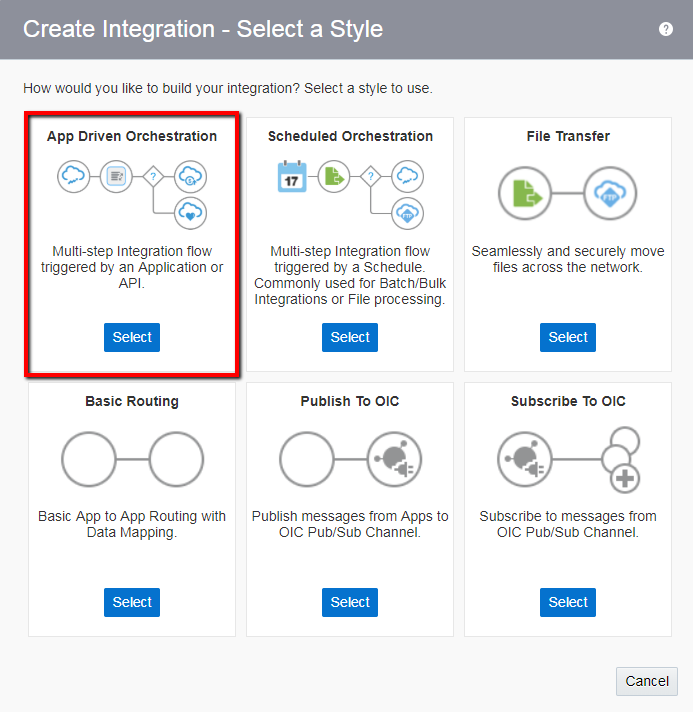 Create Integration - Select a Style
?
How would you like to build your integration? Select a style to use.
App Driven Orchestration
?
Multi-step Integration flow
triggered by an Application or
API.
Select
Scheduled Orchestration
17
?
Multi-step Integration flow
triggered by a Schedule.
Commonly used for Batch/Bulk
Integrations or File processing.
Select
File Transfer
FTP
Seamlessly and securely move
files across the network.
Select
Basic Routing
Basic App to App Routing with
Data Mapping.
Select
Publish To OIC
Publish messages from Apps to
OIC Pub/Sub Channel.
Select
Subscribe To OIC
Subscribe to messages from
OIC Pub/Sub Channel.
Select
Cancel